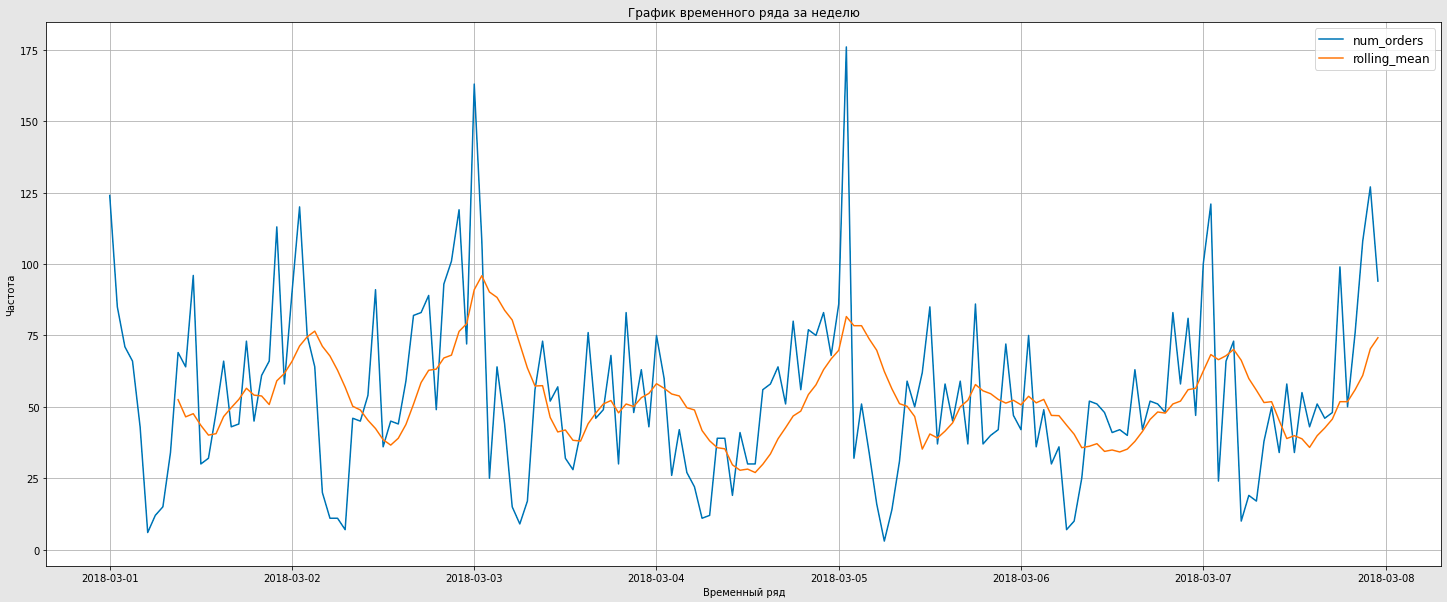 График временного ряда за неделю
num_orders
rolling_mean
Частота
175
150
125
100
75
50
25
0
2018-03-01 2018-03-02 2018-03-03 2018-03-04 2018-03-05 2018-03-06 2018-03-07 2018-03-08
Временный ряд